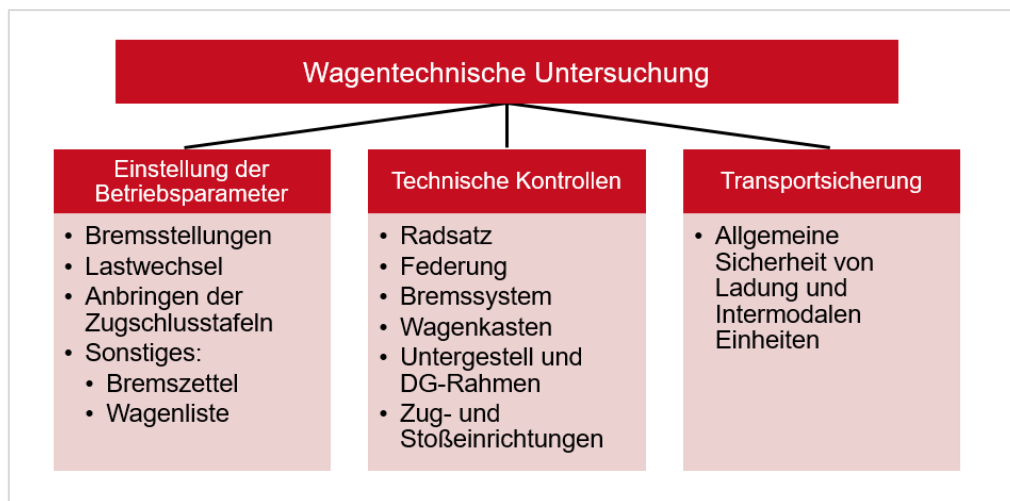 Wagentechnische Untersuchung
Einstellung der
Betriebsparameter
• Bremsstellungen
• Lastwechsel
• Anbringen der
Zugschlusstafeln
• Sonstiges:
• Bremszettel
• Wagenliste
Technische Kontrollen
• Radsatz
• Federung
• Bremssystem
• Wagenkasten
• Untergestell und
DG-Rahmen
• Zug- und
Stoßeinrichtungen
Transportsicherung
• Allgemeine
Sicherheit von
Ladung und
Intermodalen
Einheiten